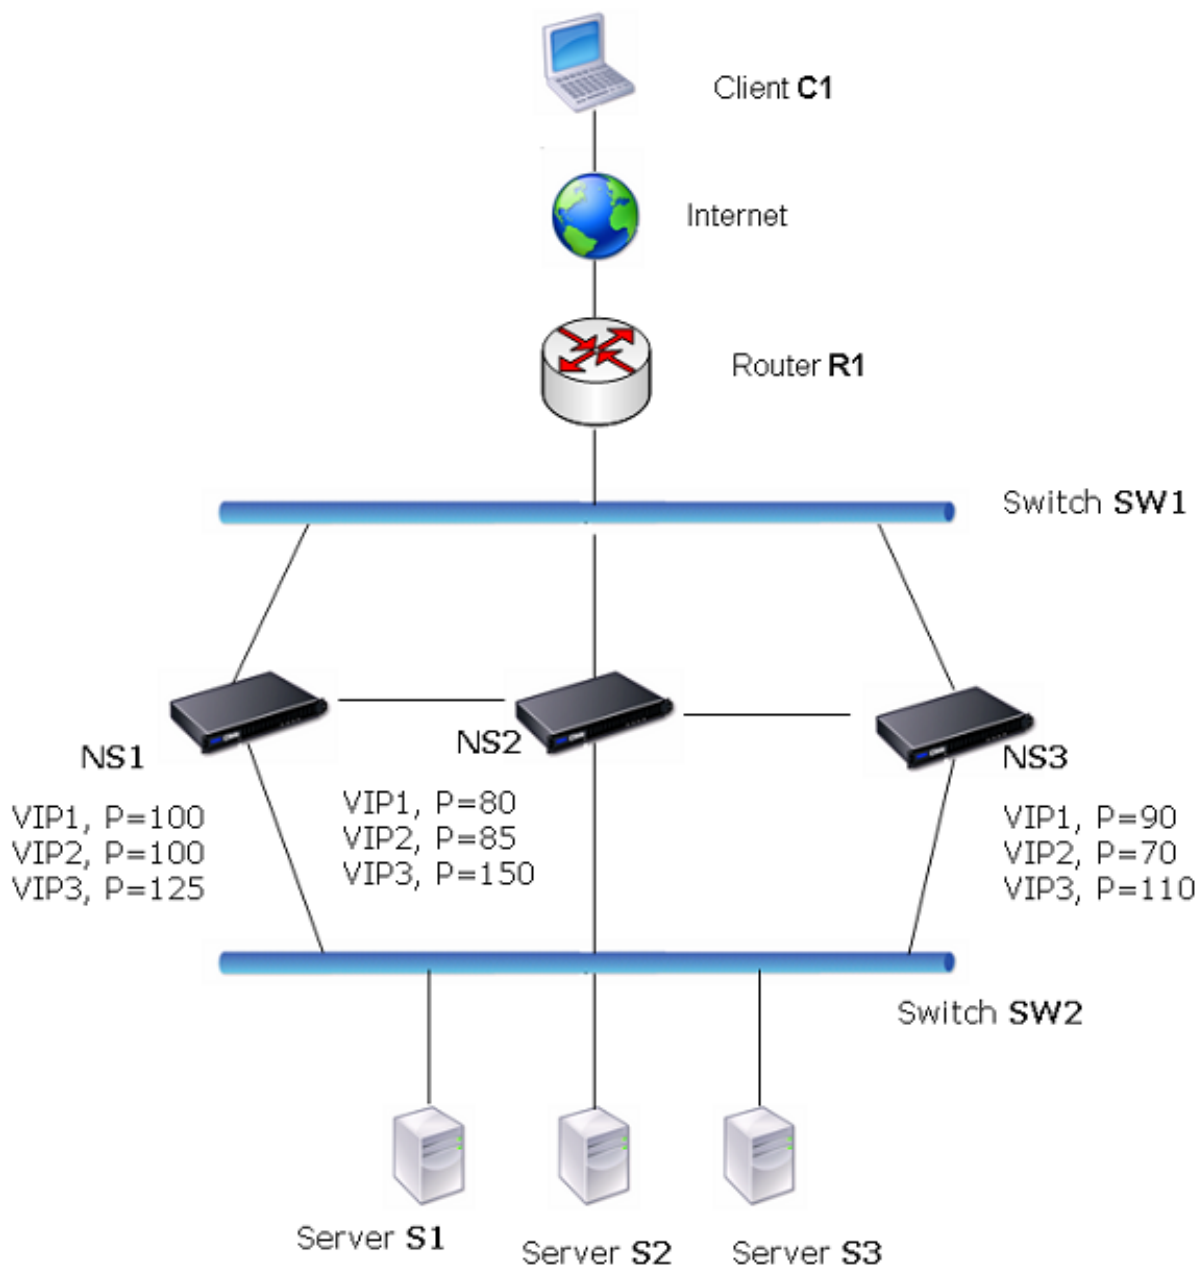 Client C1
Internet
Router R1
Switch SW1
NS1
VIP1, P=100
VIP2, P=100
VIP3, P=125
NS2
VIP1, P=80
VIP2, P=85
VIP3, P=150
NS3
VIP1, P=90
VIP2, P=70
VIP3, P=110
Switch SW2
Server S1
Server S2
Server S3